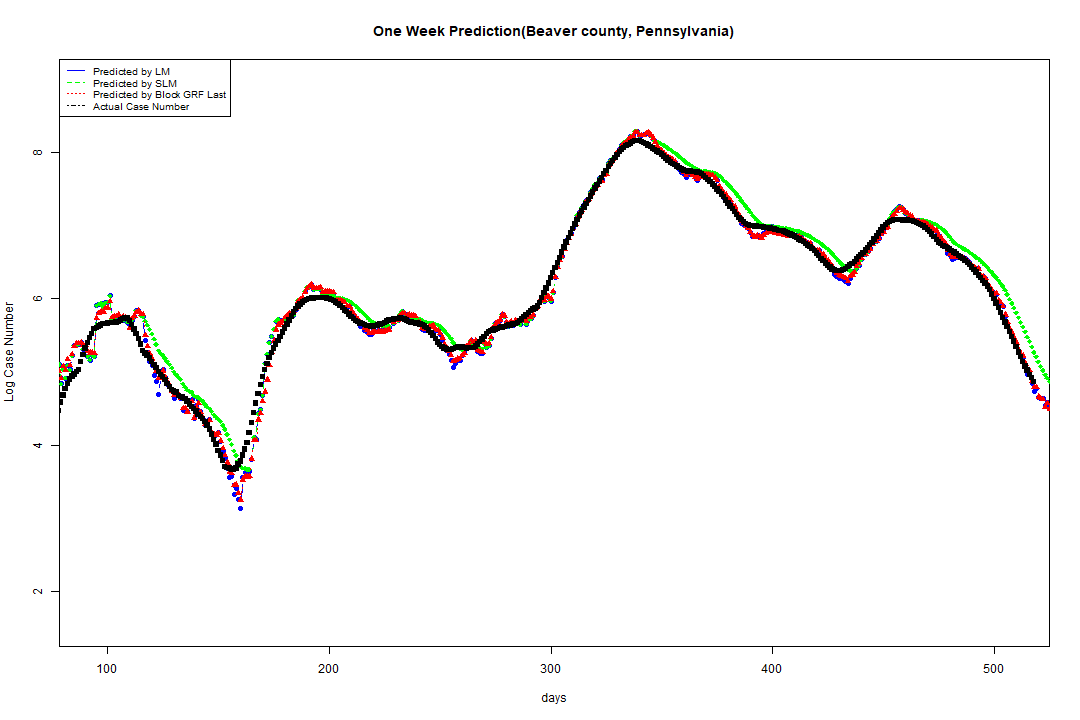 One Week Prediction(Beaver county, Pennsylvania)
Predicted by LM
Predicted by SLM
Predicted by Block GRF Last
Actual Case Number
Log Case Number
8
6
4
2
100 200 300 400 500
days